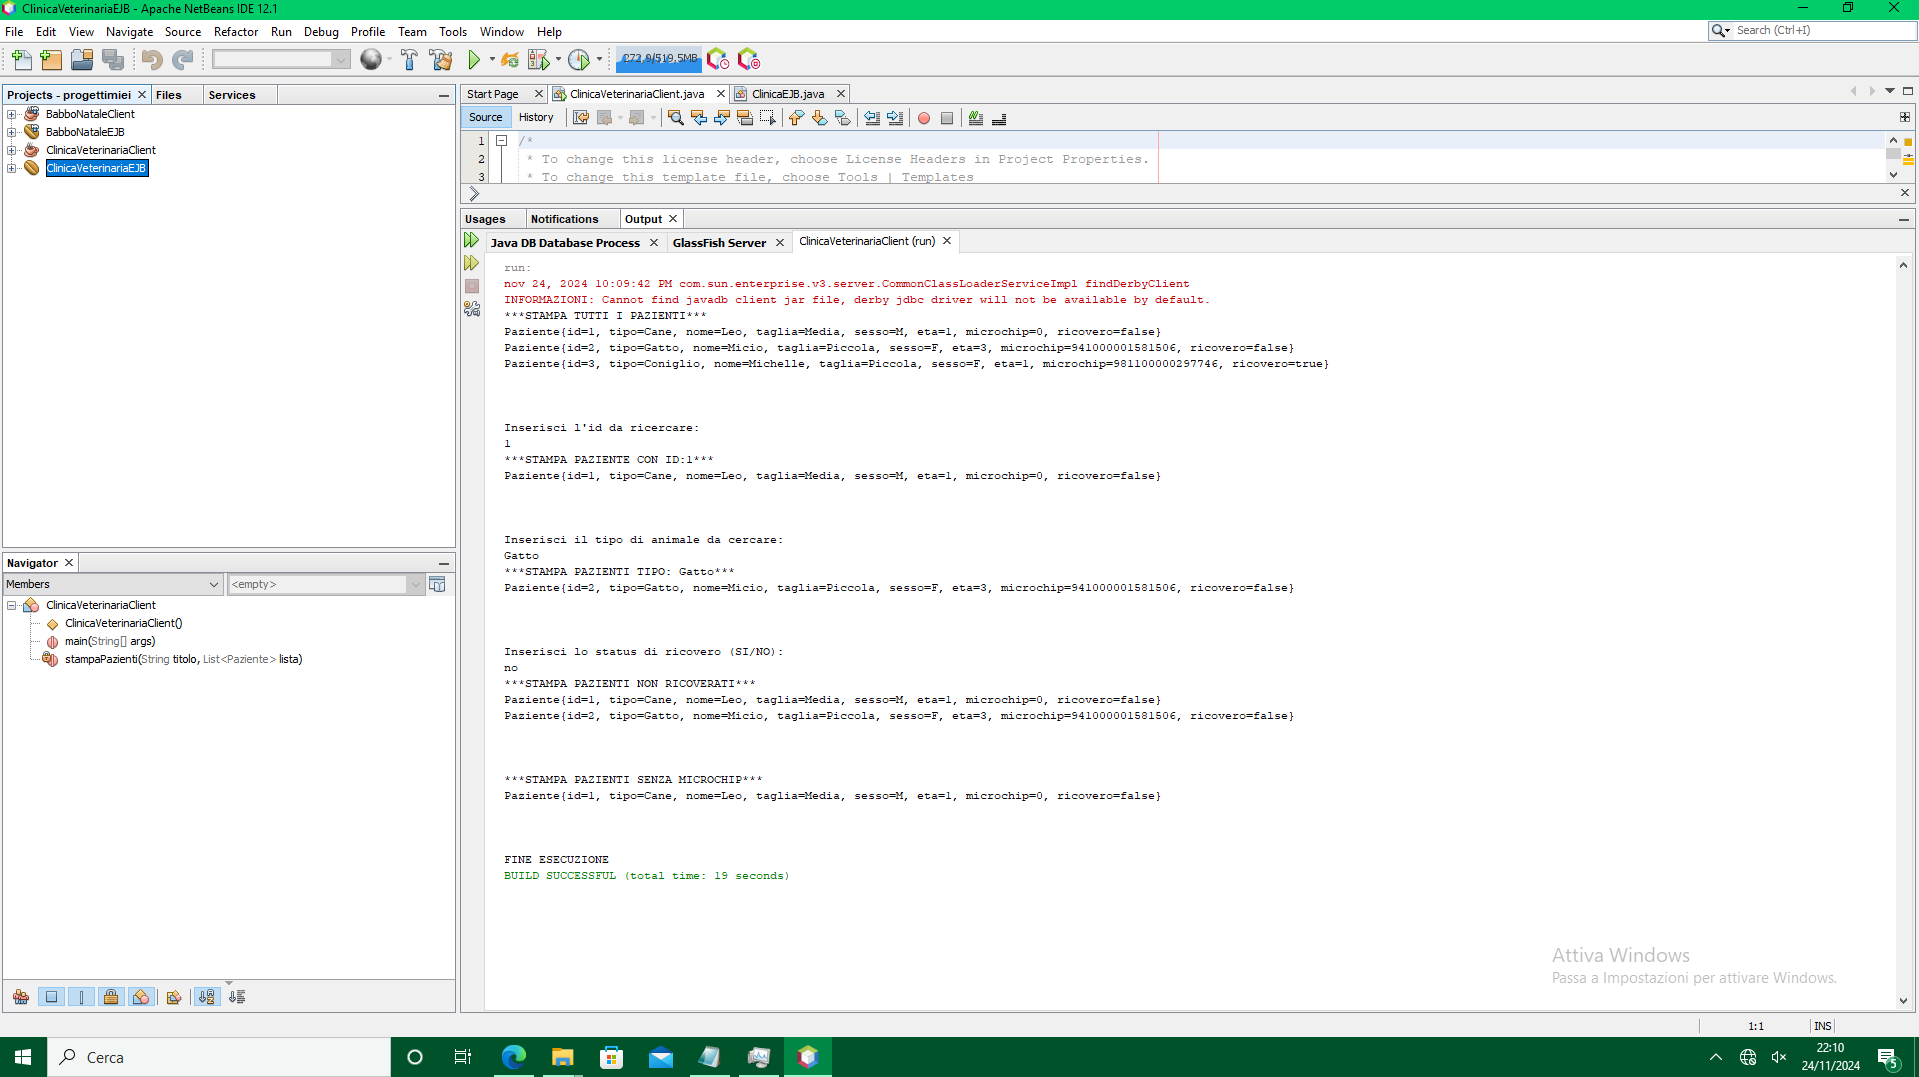 ClinicaVeterinariaEJB - Apache NetBeans IDE 12.1
File Edit View Navigate Source Refactor Run Debug Profile Team Tools Window Help
Search (Ctrl+I)
272,9/519,5MB
Projects - progettimiei Files Services
BabboNataleClient
BabboNataleEJB
ClinicaVeterinariaClient
ClinicaVeterinariaEJB
Start Page ClinicaVeterinariaClient.java ClinicaEJB.java
Source History
1 /*
2 * To change this license header, choose License Headers in Project Properties.
3 * To change this template file, choose Tools | Templates
Usages Notifications Output
Java DB Database Process GlassFish Server ClinicaVeterinariaClient (run)
run:
nov 24, 2024 10:09:42 PM com.sun.enterprise.v3.server.CommonClassLoaderServiceImpl findDerbyClient
INFORMAZIONI: Cannot find javadb client jar file, derby jdbc driver will not be available by default.
***STAMPA TUTTI I PAZIENTI***
Paziente{id=1, tipo=Cane, nome=Leo, taglia=Media, sesso=M, eta=1, microchip=0, ricovero=false}
Paziente{id=2, tipo=Gatto, nome=Micio, taglia=Piccola, sesso=F, eta=3, microchip=941000001581506, ricovero=false}
Paziente{id=3, tipo=Coniglio, nome=Michelle, taglia=Piccola, sesso=F, eta=1, microchip=981100000297746, ricovero=true}
Inserisci l'id da ricercare:
1
***STAMPA PAZIENTE CON ID:1***
Paziente{id=1, tipo=Cane, nome=Leo, taglia=Media, sesso=M, eta=1, microchip=0, ricovero=false}
Inserisci il tipo di animale da cercare:
Gatto
***STAMPA PAZIENTI TIPO: Gatto***
Paziente{id=2, tipo=Gatto, nome=Micio, taglia=Piccola, sesso=F, eta=3, microchip=941000001581506, ricovero=false}
Inserisci lo status di ricovero (SI/NO):
no
***STAMPA PAZIENTI NON RICOVERATI***
Paziente{id=1, tipo=Cane, nome=Leo, taglia=Media, sesso=M, eta=1, microchip=0, ricovero=false}
Paziente{id=2, tipo=Gatto, nome=Micio, taglia=Piccola, sesso=F, eta=3, microchip=941000001581506, ricovero=false}
***STAMPA PAZIENTI SENZA MICROCHIP***
Paziente{id=1, tipo=Cane, nome=Leo, taglia=Media, sesso=M, eta=1, microchip=0, ricovero=false}
FINE ESECUZIONE
BUILD SUCCESSFUL (total time: 19 seconds)
Navigator
Members <empty>
ClinicaVeterinariaClient
ClinicaVeterinariaClient()
main(String[] args)
stampaPazienti(String titolo, List<Paziente> lista)
Attiva Windows
Passa a Impostazioni per attivare Windows.
1:1 INS
Cerca
22:10
24/11/2024
5